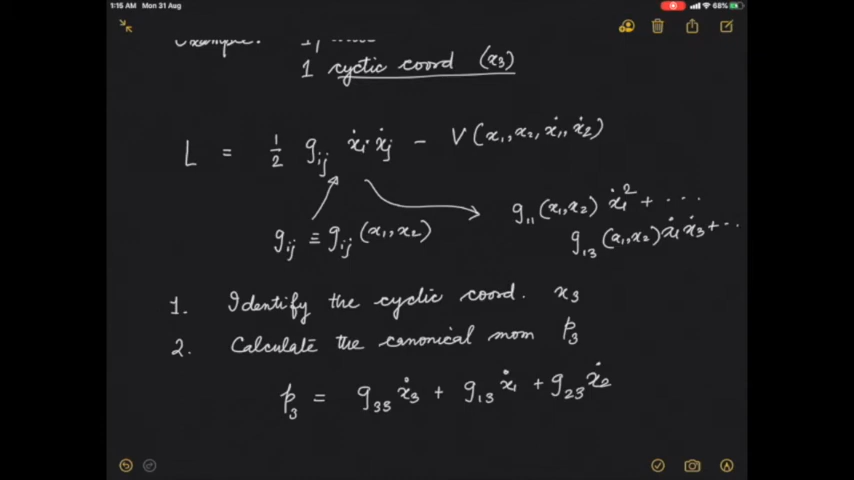 1:15 AM Mon 31 Aug 68%
Example:
1 cyclic coord (x₃)
L = ½ gᵢⱼ ẋᵢ ẋⱼ − V(x₁, x₂, ẋ₁, ẋ₂)
g₁₁(x₁,x₂) ẋ₁² + ...
gᵢⱼ ≡ gᵢⱼ(x₁,x₂)
g₁₃(x₁,x₂) ẋ₁ ẋ₃ + ..
1. Identify the cyclic coord. x₃
2. Calculate the canonical mom p₃
p₃ = g₃₃ ẋ₃ + g₁₃ ẋ₁ + g₂₃ ẋ₂